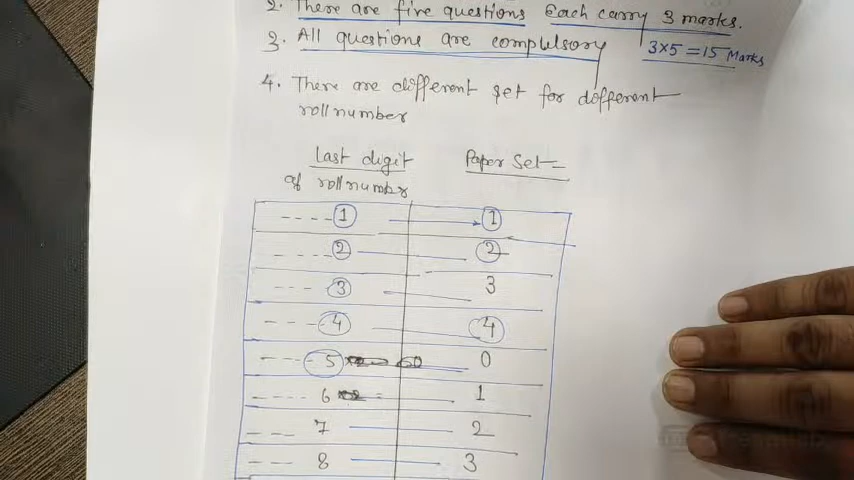 2. There are five questions Each carry 3 marks.
3. All questions are compulsory 3x5=15 Marks
4. There are different set for different
roll number
Last digit Paper Set=
of roll number
---- 1 1
---- 2 2
---- 3 3
---- 4 4
---- 5 0
---- 6 1
--- 7 2
--- 8 3